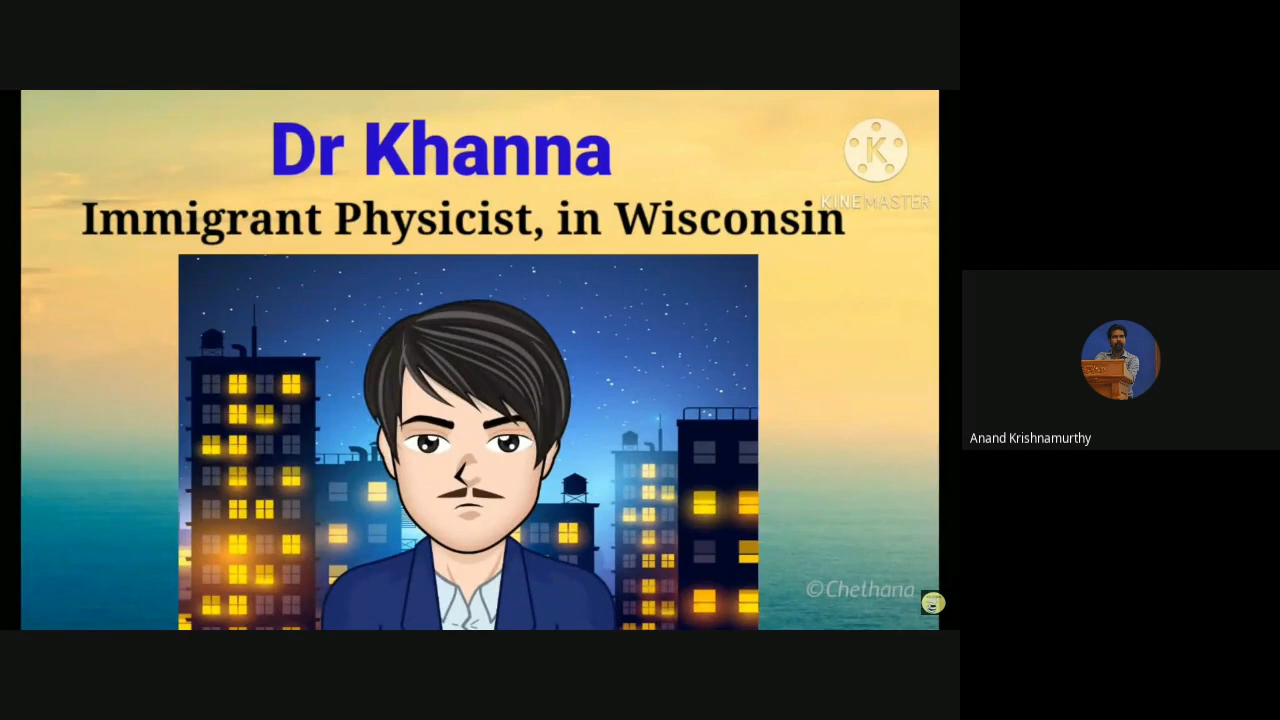 Dr Khanna
K
KINEMASTER
Immigrant Physicist, in Wisconsin
©Chethana
Anand Krishnamurthy